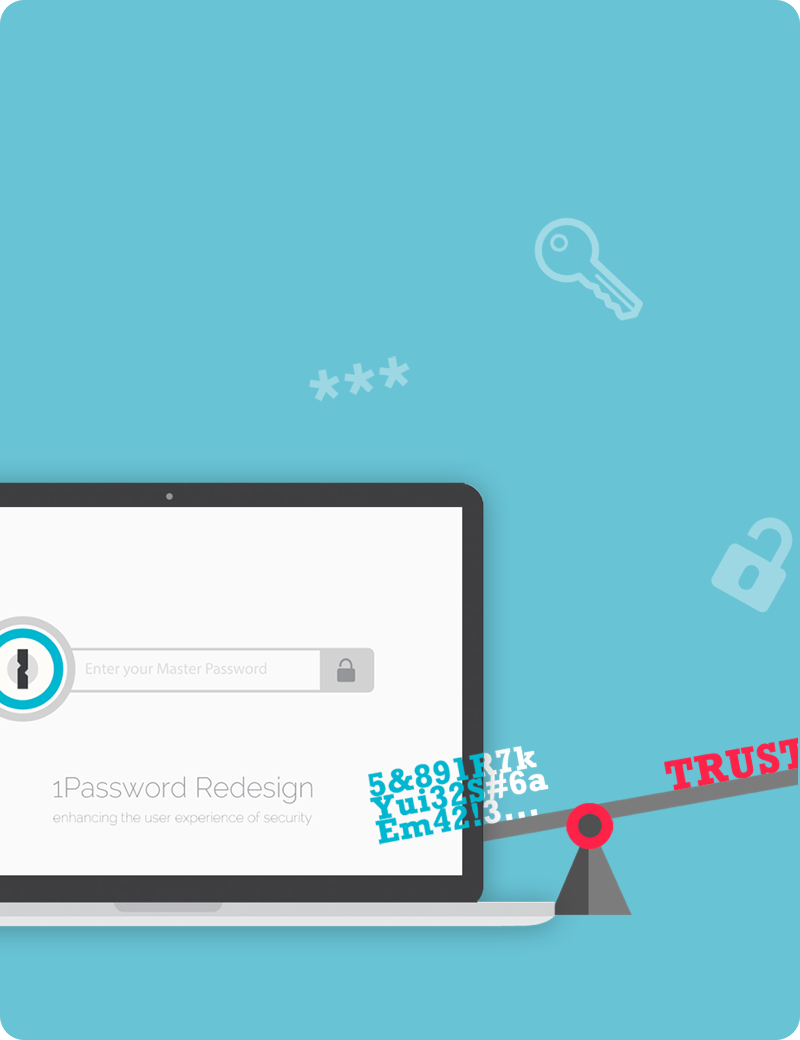 ***
Enter your Master Password
5&891R7k
Yui32S#6a
Em42!3...
TRUST
1Password Redesign
enhancing the user experience of security